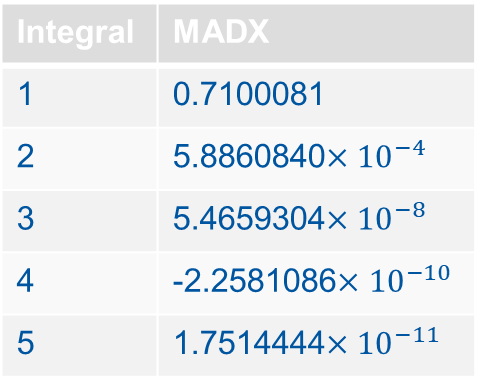 Integral MADX
1 0.7100081
2 5.8860840× 10⁻⁴
3 5.4659304× 10⁻⁸
4 -2.2581086× 10⁻¹⁰
5 1.7514444× 10⁻¹¹